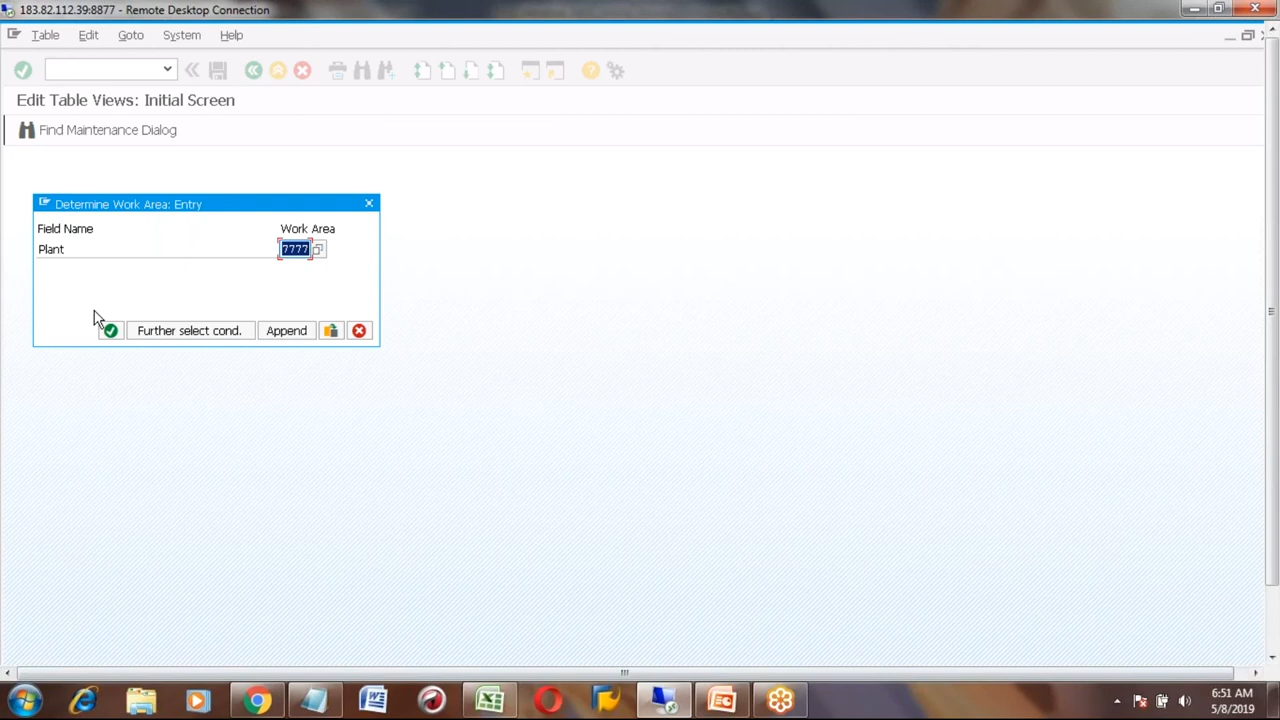 183.82.112.39:8877 - Remote Desktop Connection
Table Edit Goto System Help
Edit Table Views: Initial Screen
Find Maintenance Dialog
Determine Work Area: Entry
Field Name Work Area
Plant 7777
Further select cond. Append
6:51 AM
5/8/2019